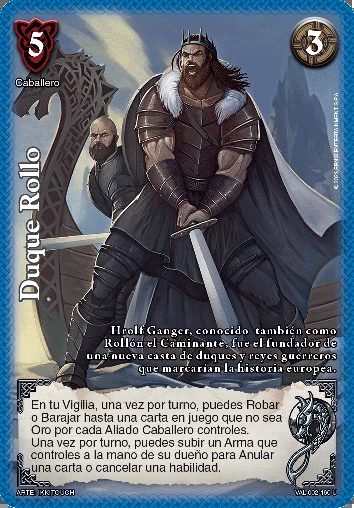 5
3
Caballero
Duque Rollo
Hrolf Ganger, conocido también como
Rollón el Caminante, fue el fundador de
una nueva casta de duques y reyes guerreros
que marcarían la historia europea.
En tu Vigilia, una vez por turno, puedes Robar
o Barajar hasta una carta en juego que no sea
Oro por cada Aliado Caballero controles.
Una vez por turno, puedes subir un Arma que
controles a la mano de su dueño para Anular
una carta o cancelar una habilidad.
ARTE: